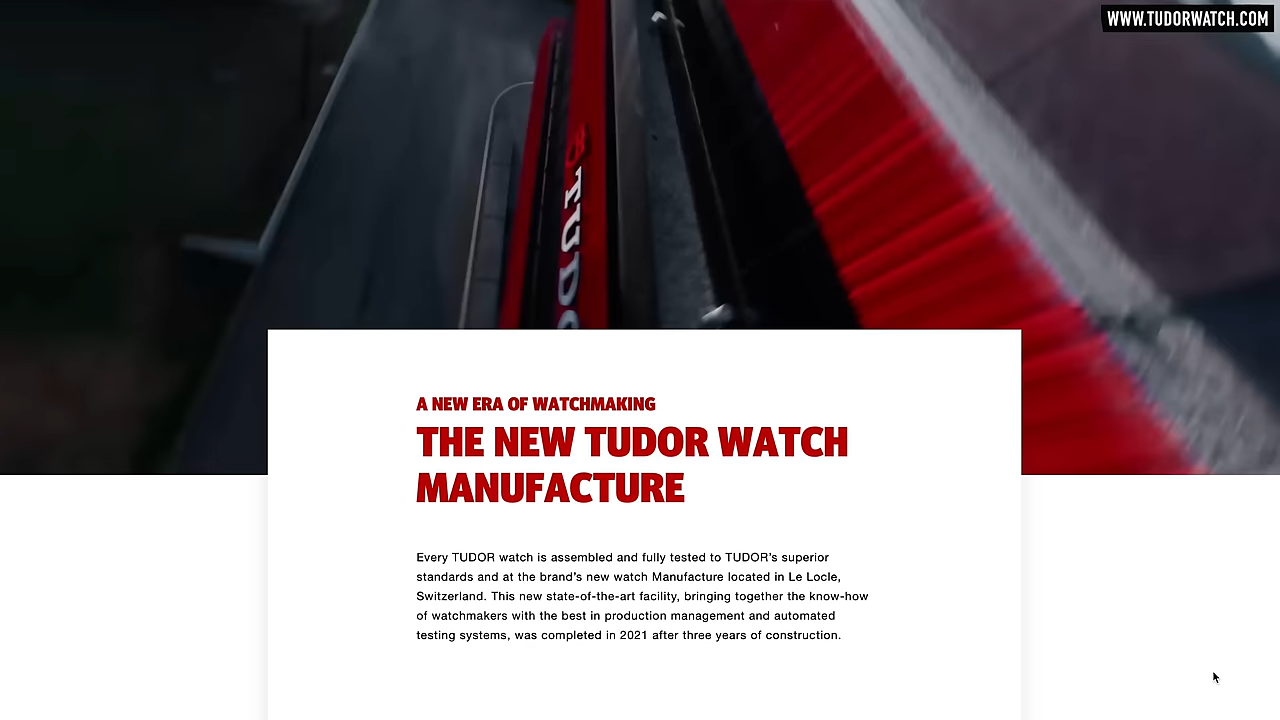 WWW.TUDORWATCH.COM
TUDO
A NEW ERA OF WATCHMAKING
THE NEW TUDOR WATCH
MANUFACTURE
Every TUDOR watch is assembled and fully tested to TUDOR’s superior
standards and at the brand’s new watch Manufacture located in Le Locle,
Switzerland. This new state-of-the-art facility, bringing together the know-how
of watchmakers with the best in production management and automated
testing systems, was completed in 2021 after three years of construction.